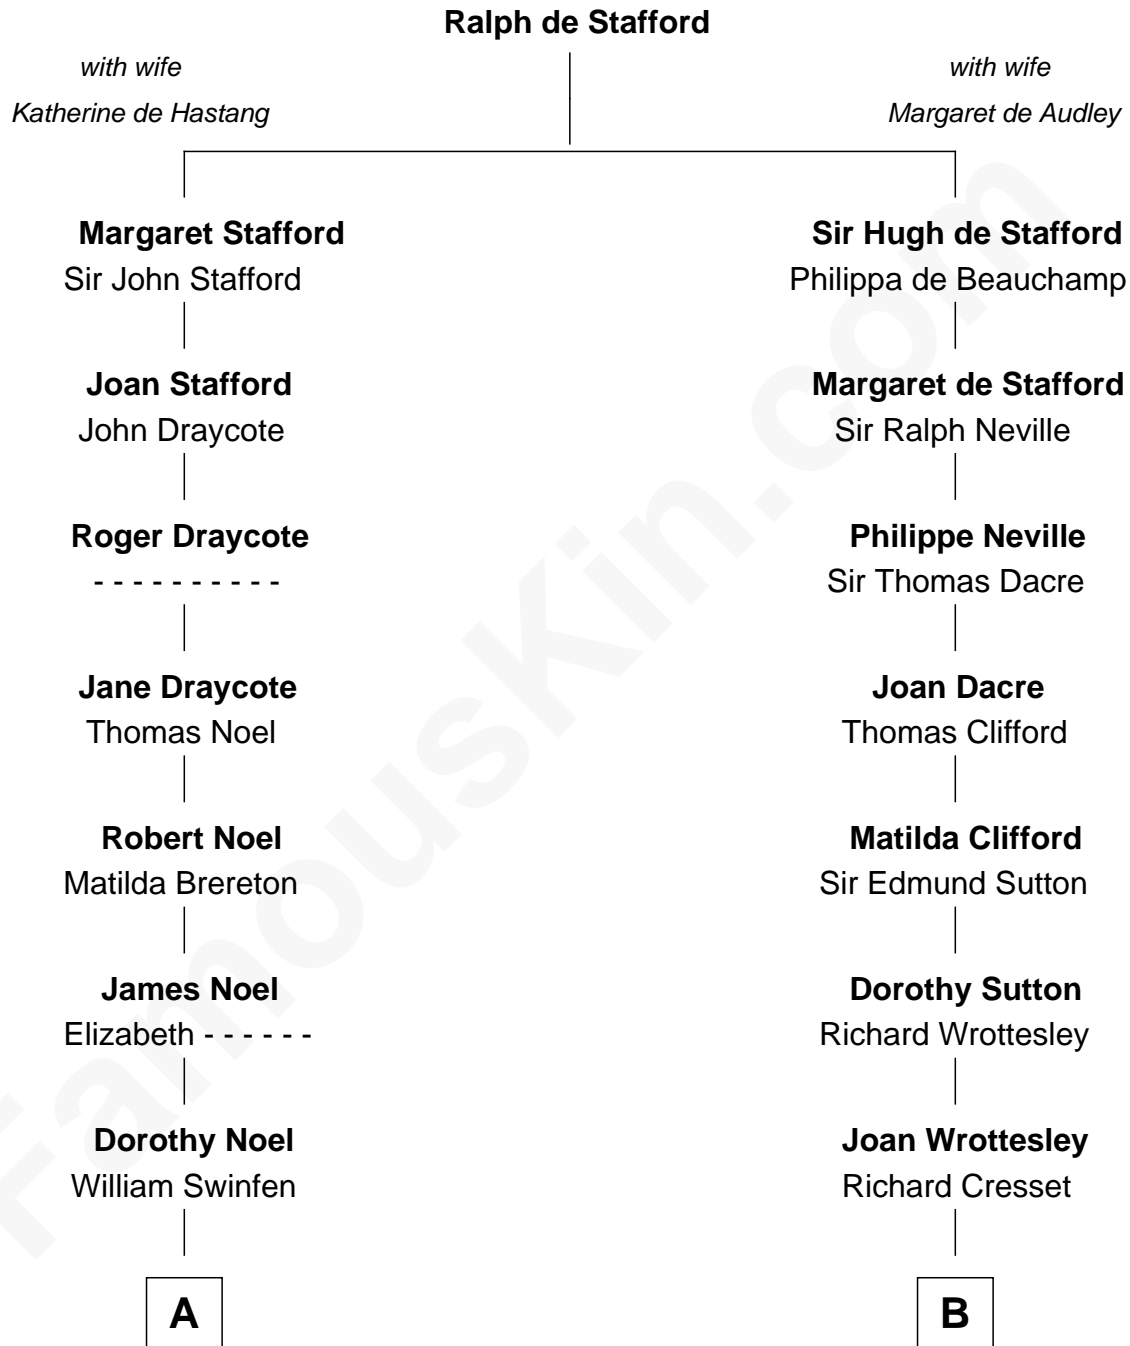 Ralph de Stafford
with wife
Katherine de Hastang
with wife
Margaret de Audley
Margaret Stafford
Sir John Stafford
Sir Hugh de Stafford
Philippa de Beauchamp
Joan Stafford
John Draycote
Margaret de Stafford
Sir Ralph Neville
Roger Draycote
- - - - - - - - - -
Philippe Neville
Sir Thomas Dacre
Jane Draycote
Thomas Noel
Joan Dacre
Thomas Clifford
Robert Noel
Matilda Brereton
Matilda Clifford
Sir Edmund Sutton
James Noel
Elizabeth - - - - - -
Dorothy Sutton
Richard Wrottesley
Dorothy Noel
William Swinfen
Joan Wrottesley
Richard Cresset
A
B
FamousKin.com